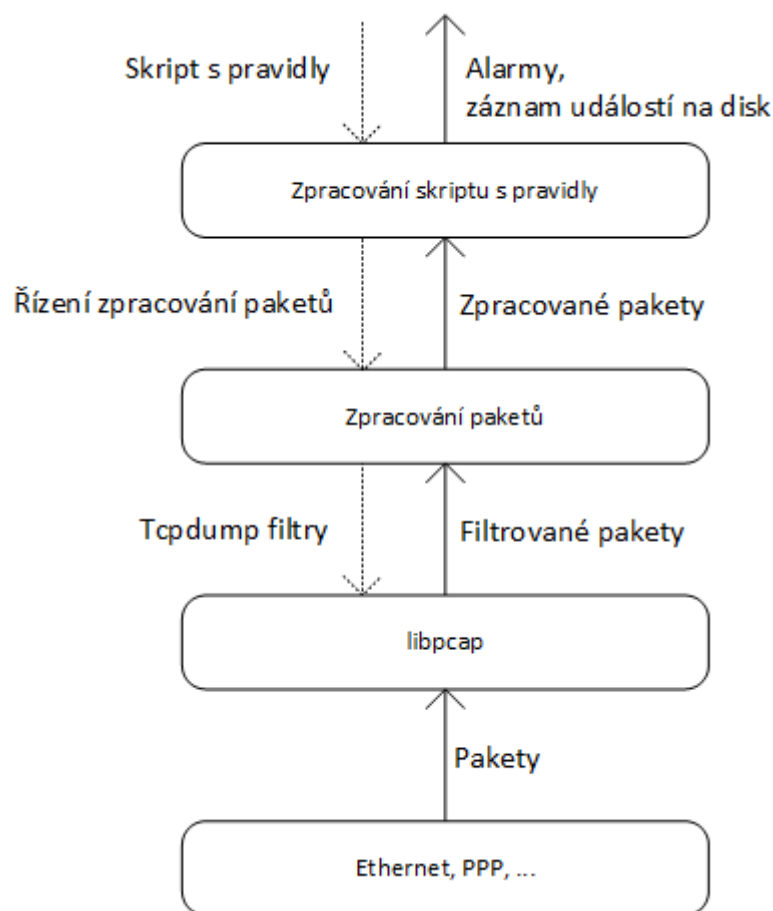 Skript s pravidly
Alarmy,
záznam událostí na disk
Zpracování skriptu s pravidly
Řízení zpracování paketů
Zpracované pakety
Zpracování paketů
Tcpdump filtry
Filtrované pakety
libpcap
Pakety
Ethernet, PPP, ...